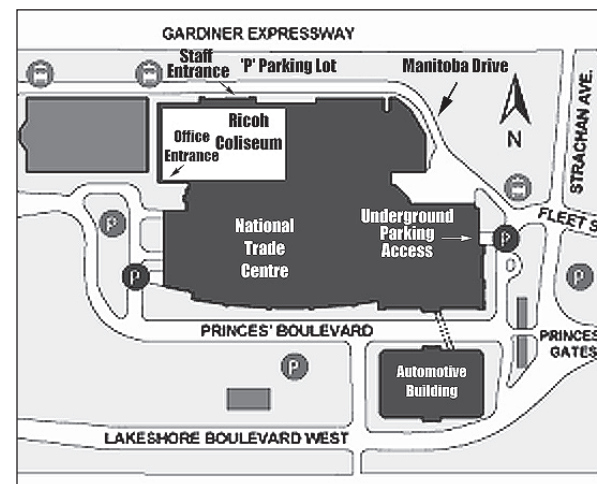 GARDINER EXPRESSWAY
Staff
Entrance
'P' Parking Lot
Manitoba Drive
STRACHAN AVE.
N
Ricoh
Coliseum
Office
Entrance
FLEET S
P
National
Trade
Centre
Underground
Parking
Access
P
P
P
PRINCES' BOULEVARD
PRINCES
GATES
P
Automotive
Building
LAKESHORE BOULEVARD WEST